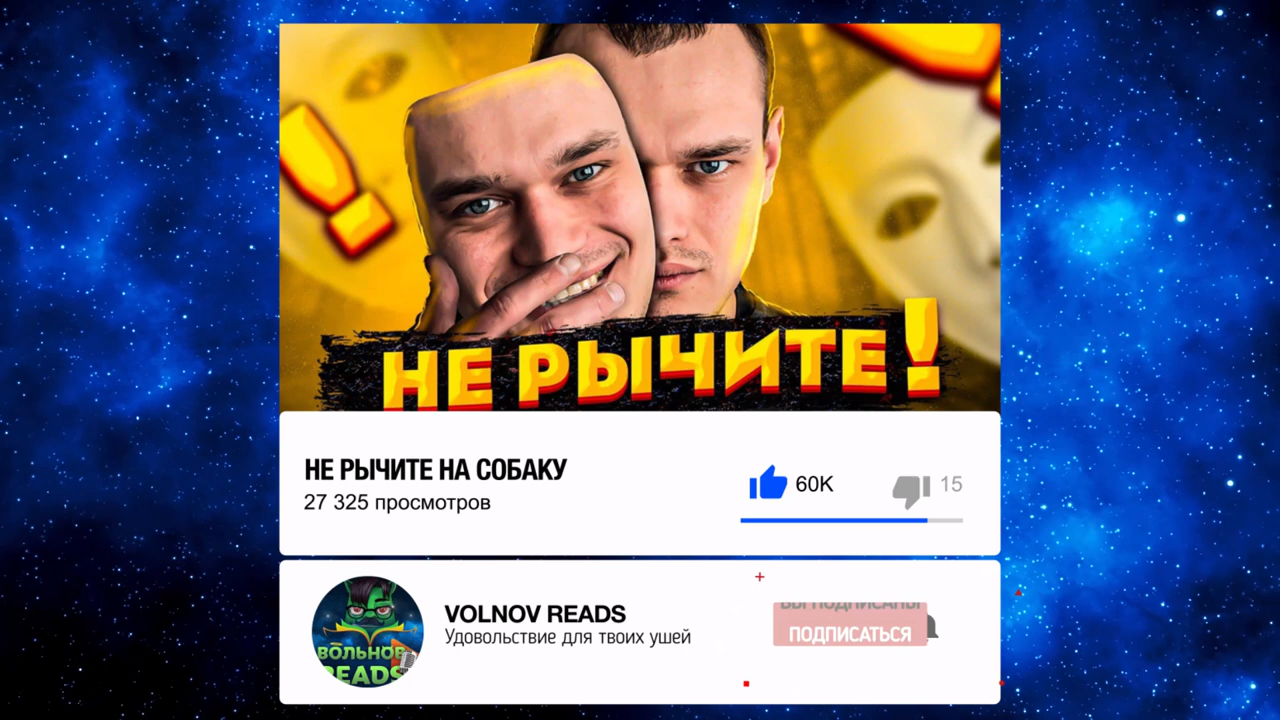 НЕ РЫЧИТЕ!
НЕ РЫЧИТЕ НА СОБАКУ
27 325 просмотров
60K
15
VOLNOV READS
Удовольствие для твоих ушей
ВЫ ПОДПИСАНЫ
ПОДПИСАТЬСЯ
ВОЛЬНОВ
READS